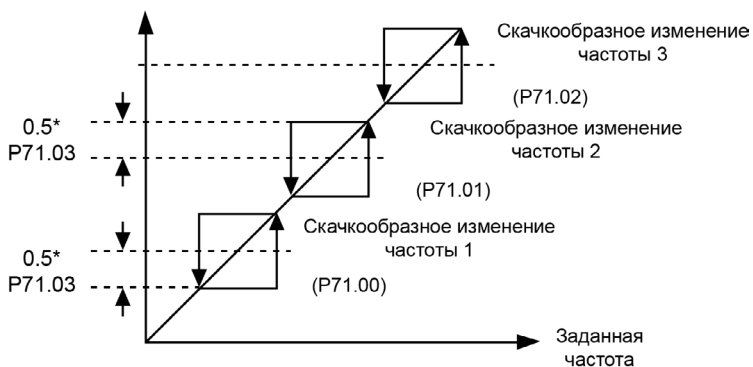 Скачкообразное изменение
частоты 3
(P71.02)
0.5*
P71.03
Скачкообразное изменение
частоты 2
(P71.01)
Скачкообразное изменение
частоты 1
0.5*
P71.03
(P71.00)
Заданная
частота